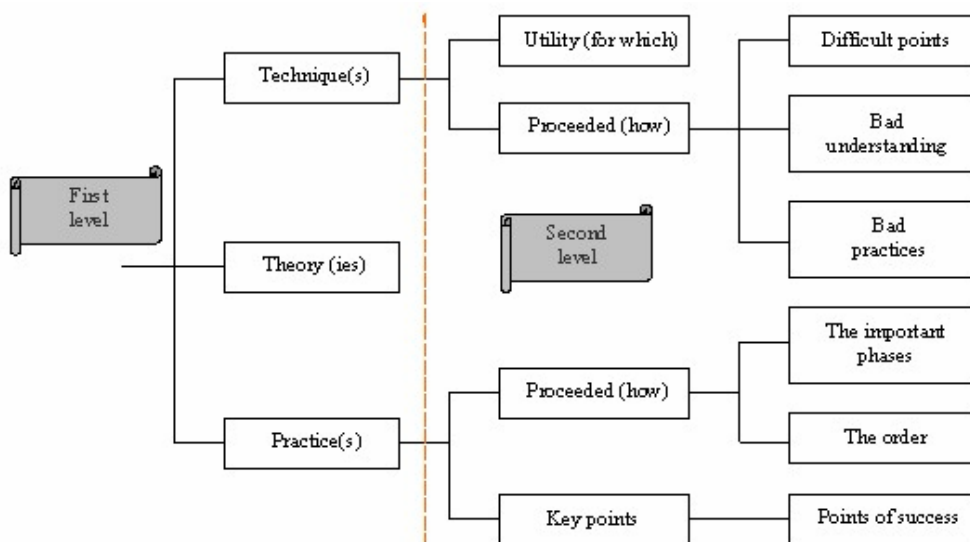 Utility (for which)
Difficult points
Technique(s)
Proceeded (how)
Bad
understanding
First
level
Second
level
Bad
practices
Theory (ies)
The important
phases
Proceeded (how)
Practice(s)
The order
Key points
Points of success